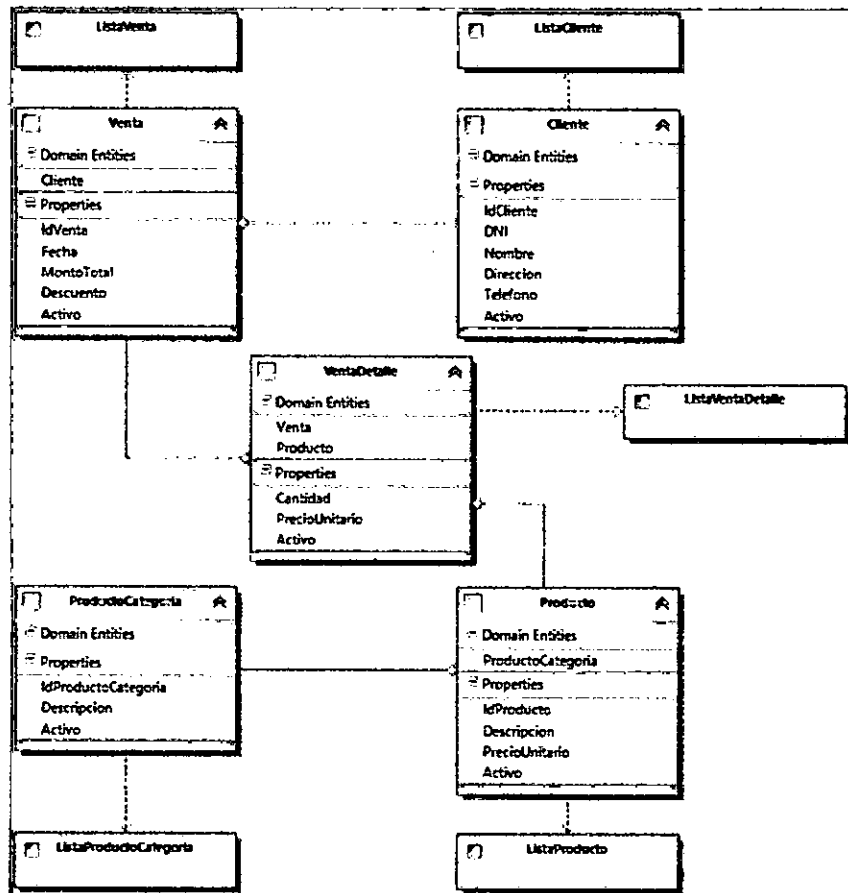 ListaVenta
ListaCliente
Venta
Domain Entities
Cliente
Properties
IdVenta
Fecha
MontoTotal
Descuento
Activo
Cliente
Domain Entities
Properties
IdCliente
DNI
Nombre
Direccion
Telefono
Activo
VentaDetalle
Domain Entities
Venta
Producto
Properties
Cantidad
PrecioUnitario
Activo
ListaVentaDetalle
ProductoCategoria
Domain Entities
Properties
IdProductoCategoria
Descripcion
Activo
Producto
Domain Entities
ProductoCategoria
Properties
IdProducto
Descripcion
PrecioUnitario
Activo
ListaProductoCategoria
ListaProducto